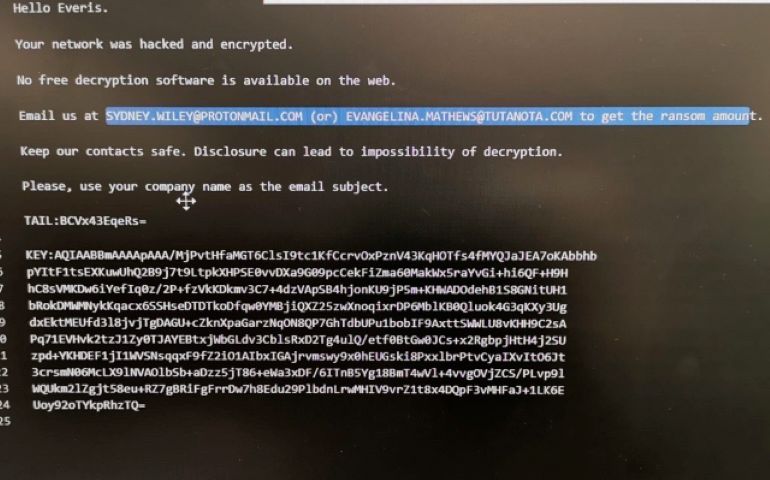 Hello Everis.
Your network was hacked and encrypted.
No free decryption software is available on the web.
Email us at SYDNEY.WILEY@PROTONMAIL.COM (or) EVANGELINA.MATHEWS@TUTANOTA.COM to get the ransom amount.
Keep our contacts safe. Disclosure can lead to impossibility of decryption.
Please, use your company name as the email subject.
TAIL:BCVx43EqeRs=
KEY:AQIAABBmAAAApAAA/MjPvtHfaMGT6ClsI9tc1KfCcrvOxPznV43KqHOTfs4fMYQJaJEA7oKAbbhb
pYItF1tsEXKuwUhQ2B9j7t9LtpkXHPSE0vvDXa9G09pcCekFiZma60MakWx5raYvGi+hi6QF+H9H
hC8sVMKDw6iYefIq0z/2P+fzVkKDkmv3C7+4dzVApSB4hjonKU9jPSm+KHWADOdehB1S8GNitUH1
bRokDMWMNykKqacx6SSHseDTDTkoDfqw0YMBjiQXZ25zwXnoqixrDP6MblKB0Qluok4G3qKXy3Ug
dxEktMEUfd3l8jvjTgDAGU+cZknXpaGarzNqON8QP7GhTdbUPu1bobIF9AxttSWWLU8vKHH9C2sA
Pq71EVHvk2tzJ1Zy0TJAYEBtxjWbGLdv3CblsRxD2Tg4ulQ/etf0BtGw0JCs+x2RgbpjHtH4j2SU
zpd+YKHDEF1jI1WVSNsqqxF9fZ2iO1AIbxIGAjrvmswy9x0hEUGski8PxxlbrPtvCyaIXvItO6Jt
3crsmN06McLX9lNVAOlbSb+aDzz5jT86+eWa3xDF/6ITnB5Yg18BmT4wVl+4vvgOVjZCS/PLvp9l
WQUkm2lZgjt58eu+RZ7gBRiFgFrrDw7h8Edu29PlbdnLrwMHIV9vrZ1t8x4DQpF3vMHFaJ+1LK6E
24 Uoy92oTYkpRhzTQ=
25